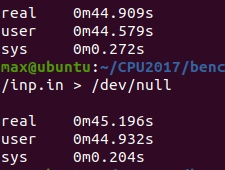 real 0m44.909s
user 0m44.579s
sys 0m0.272s
max@ubuntu:~/CPU2017/benc
/inp.in > /dev/null
real 0m45.196s
user 0m44.932s
sys 0m0.204s